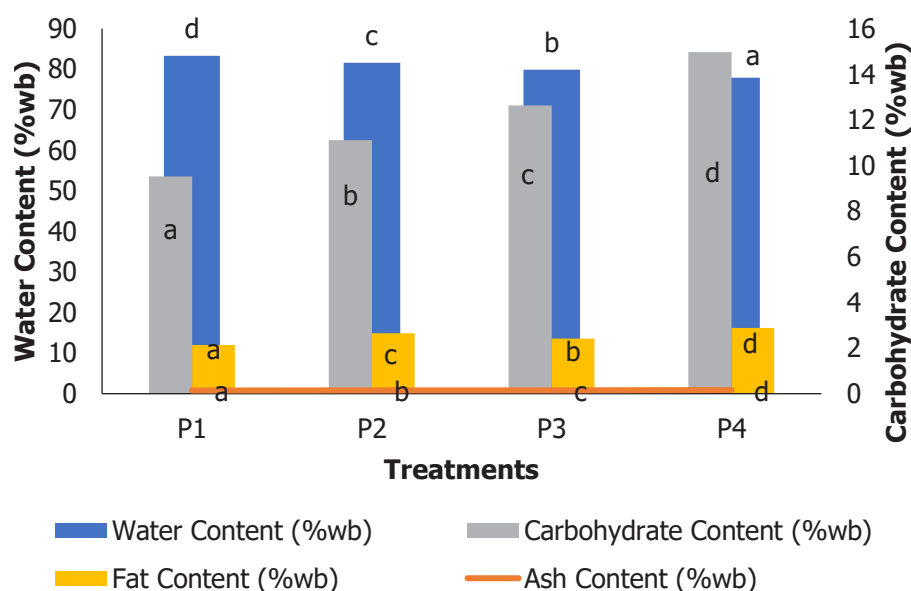 Water Content (%wb)
90
80
70
60
50
40
30
20
10
0
d
c
b
a
a
b
c
d
a
c
b
d
a
b
c
d
16
14
12
10
8
6
4
2
0
Carbohydrate Content (%wb)
P1 P2 P3 P4
Treatments
Water Content (%wb) Carbohydrate Content (%wb)
Fat Content (%wb) Ash Content (%wb)